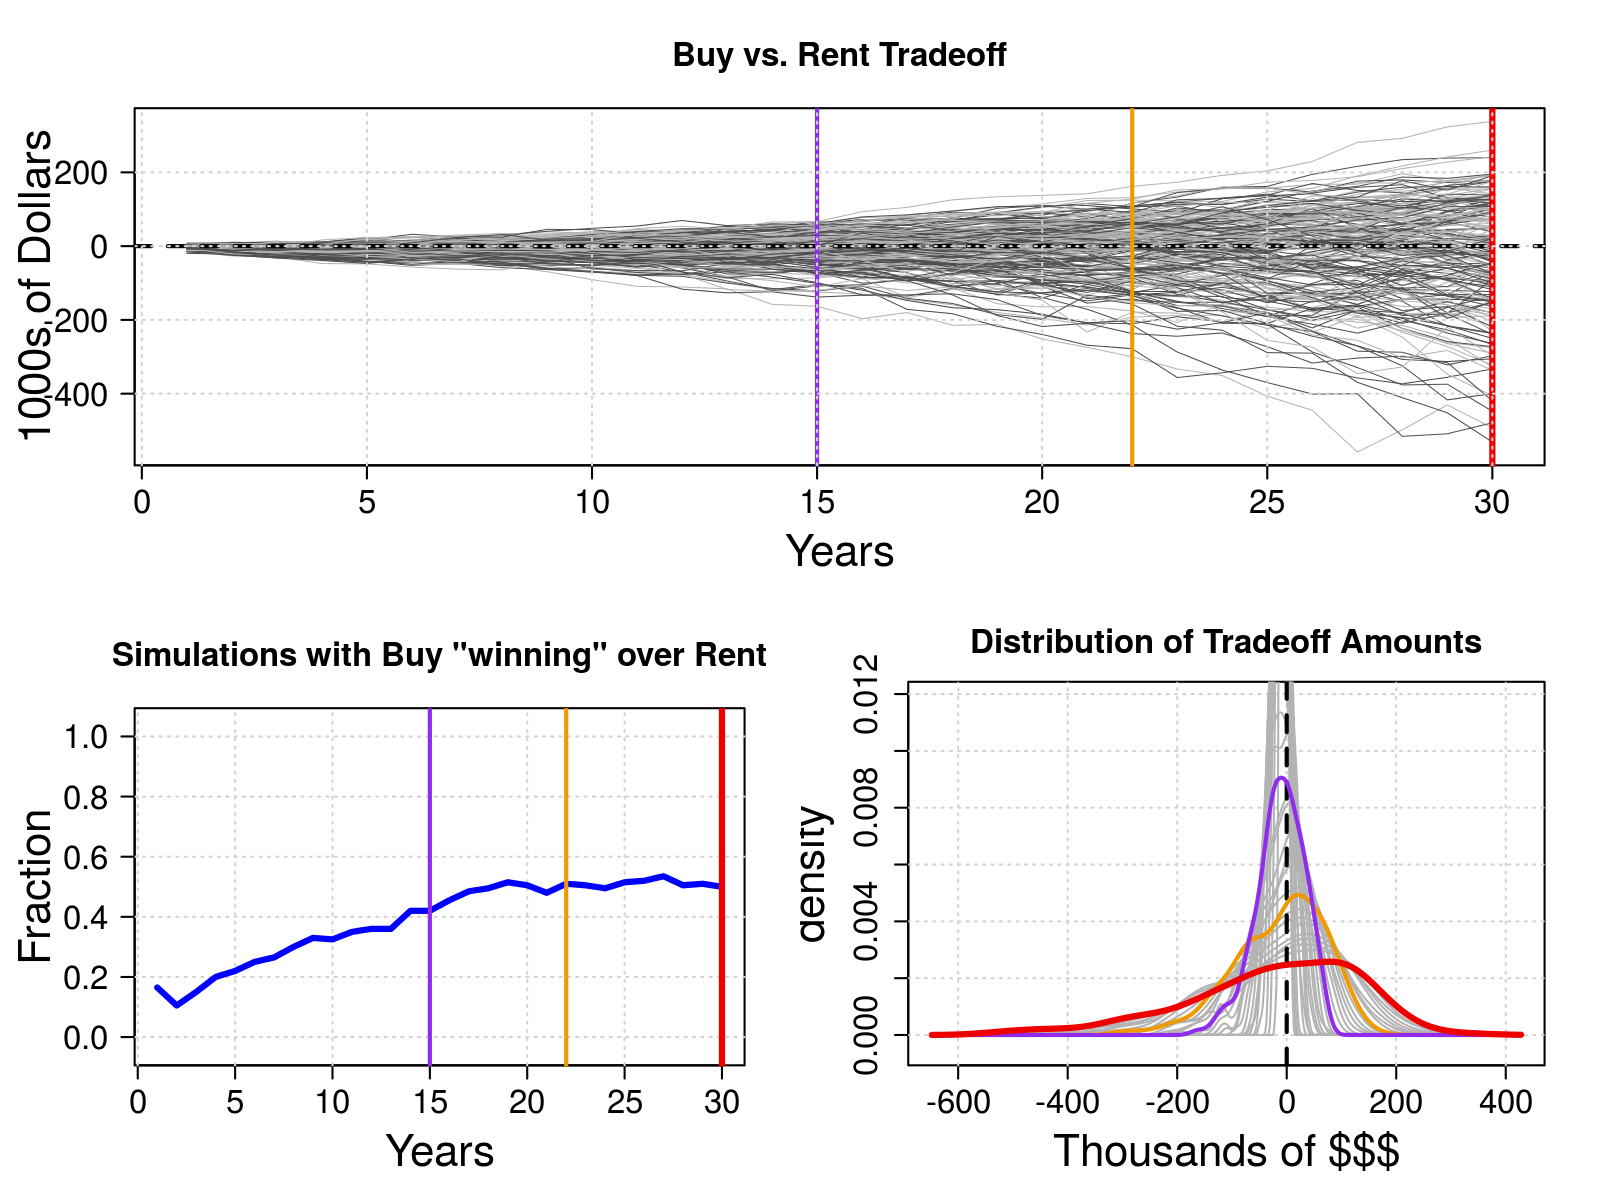 Buy vs. Rent Tradeoff
1000s of Dollars
200
0
-200
-400
0 5 10 15 20 25 30
Years
Simulations with Buy "winning" over Rent
Fraction
1.0
0.8
0.6
0.4
0.2
0.0
0 5 10 15 20 25 30
Years
Distribution of Tradeoff Amounts
density
0.012
0.008
0.004
0.000
-600 -400 -200 0 200 400
Thousands of $$$